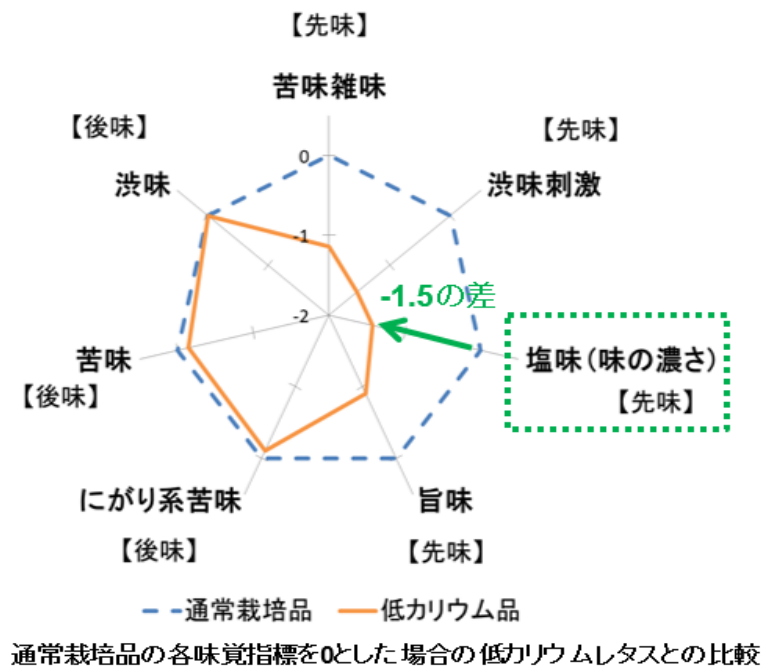 【先味】
苦味雑味
【後味】
【先味】
渋味
渋味刺激
0
-1
-1.5の差
-2
塩味（味の濃さ）
【先味】
苦味
【後味】
にがり系苦味
旨味
【後味】
【先味】
通常栽培品 低カリウム品
通常栽培品の各味覚指標を0とした場合の低カリウムレタスとの比較